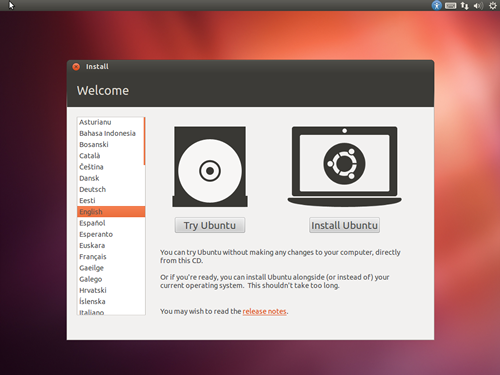 Install
Welcome
Asturianu
Bahasa Indonesia
Bosanski
Català
Čeština
Dansk
Deutsch
Eesti
English
Español
Esperanto
Euskara
Français
Gaeilge
Galego
Hrvatski
Íslenska
Italiano
Try Ubuntu
Install Ubuntu
You can try Ubuntu without making any changes to your computer, directly
from this CD.
Or if you're ready, you can install Ubuntu alongside (or instead of) your
current operating system. This shouldn't take too long.
You may wish to read the release notes.